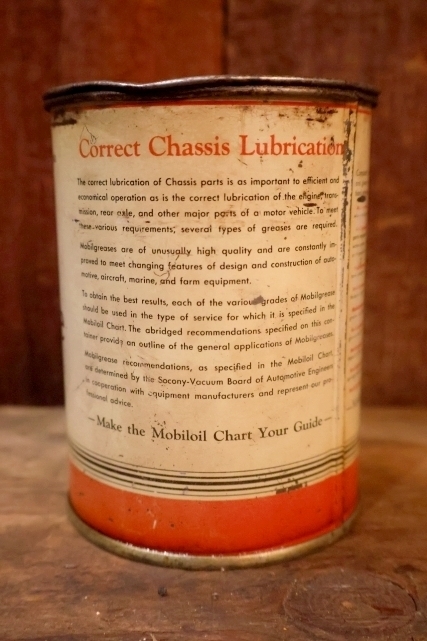 Correct Chassis Lubrication
The correct lubrication of Chassis parts is as important to efficient and
economical operation as is the correct lubrication of the engine, trans-
mission, rear axle, and other major parts of a motor vehicle. To meet
these various requirements, several types of greases are required.
Mobilgreases are of unusually high quality and are constantly im-
proved to meet changing features of design and construction of auto-
motive, aircraft, marine, and farm equipment.
To obtain the best results, each of the various grades of Mobilgrease
should be used in the type of service for which it is specified in the
Mobiloil Chart. The abridged recommendations specified on this con-
tainer provide an outline of the general applications of Mobilgreases.
Mobilgrease recommendations, as specified in the Mobiloil Chart,
and determined by the Socony-Vacuum Board of Automotive Engineers
in cooperation with equipment manufacturers and represent our pro-
fessional advice.
—Make the Mobiloil Chart Your Guide—